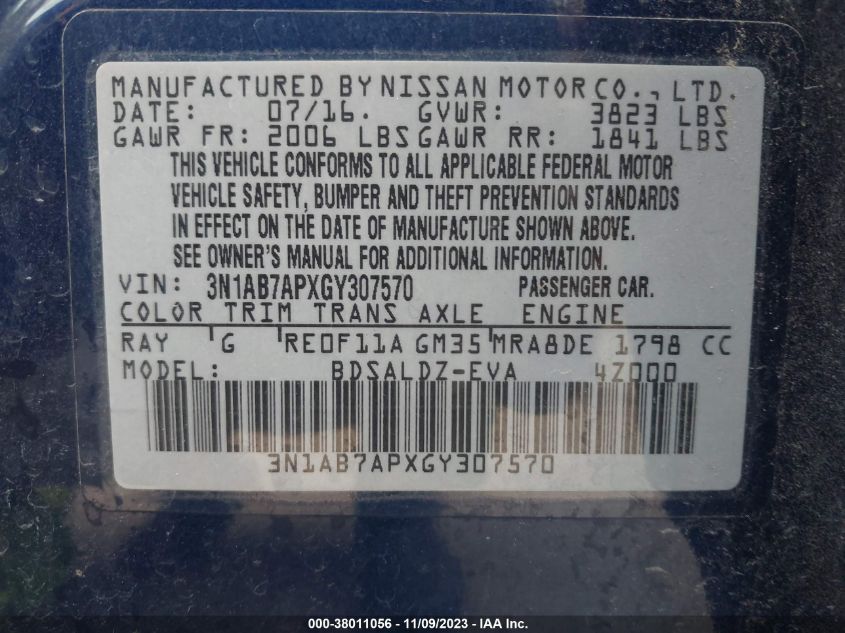 MANUFACTURED BY NISSAN MOTOR CO., LTD.
DATE: 07/16. GVWR: 3823 LBS
GAWR FR: 2006 LBS GAWR RR: 1841 LBS
THIS VEHICLE CONFORMS TO ALL APPLICABLE FEDERAL MOTOR
VEHICLE SAFETY, BUMPER AND THEFT PREVENTION STANDARDS
IN EFFECT ON THE DATE OF MANUFACTURE SHOWN ABOVE.
SEE OWNER'S MANUAL FOR ADDITIONAL INFORMATION.
VIN: 3N1AB7APXGY307570 PASSENGER CAR.
COLOR TRIM TRANS AXLE ENGINE
RAY G RE0F11A GM35 MRA8DE 1798 CC
MODEL: BDSALDZ-EVA 4Z000
3N1AB7APXGY307570
000-38011056 - 11/09/2023 - IAA Inc.